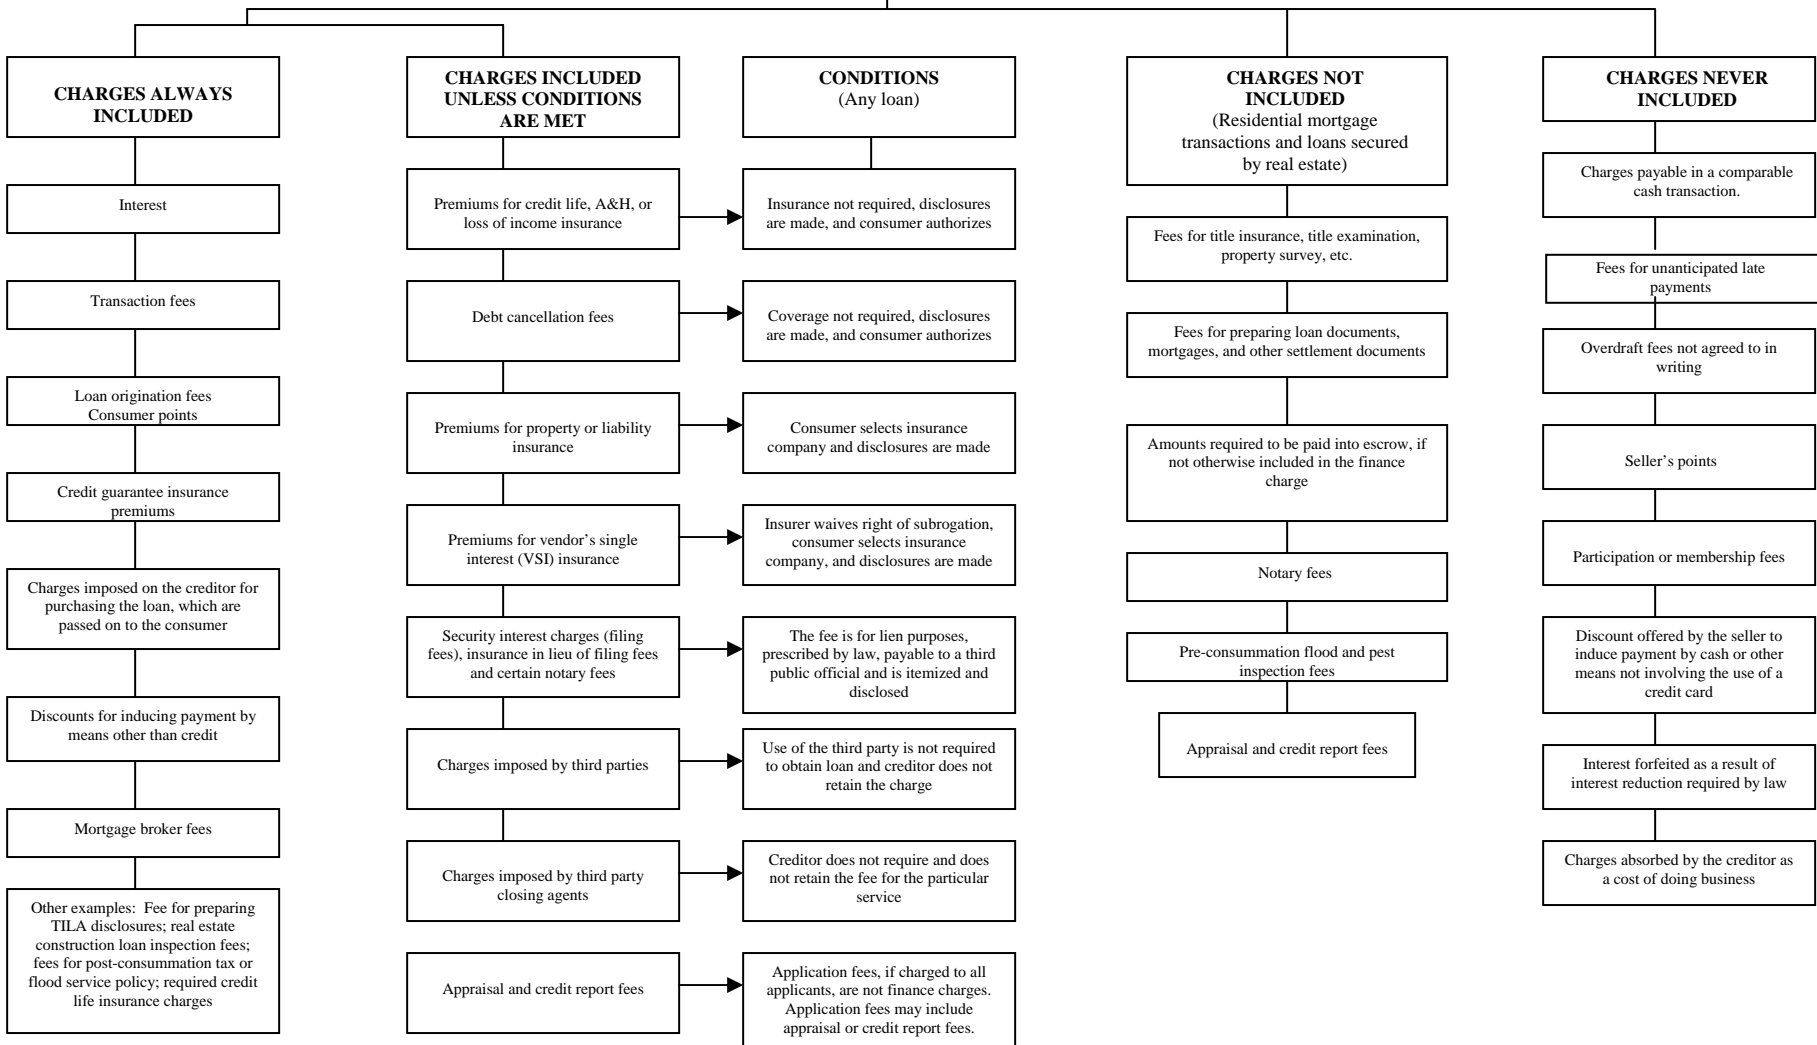 CHARGES ALWAYS
INCLUDED
Interest
Transaction fees
Loan origination fees
Consumer points
Credit guarantee insurance
premiums
Charges imposed on the creditor for
purchasing the loan, which are
passed on to the consumer
Discounts for inducing payment by
means other than credit
Mortgage broker fees
Other examples:  Fee for preparing
TILA disclosures; real estate
construction loan inspection fees;
fees for post-consummation tax or
flood service policy; required credit
life insurance charges
CHARGES INCLUDED
UNLESS CONDITIONS
ARE MET
CONDITIONS
(Any loan)
Premiums for credit life, A&H, or
loss of income insurance
Insurance not required, disclosures
are made, and consumer authorizes
Debt cancellation fees
Coverage not required, disclosures
are made, and consumer authorizes
Premiums for property or liability
insurance
Consumer selects insurance
company and disclosures are made
Premiums for vendor’s single
interest (VSI) insurance
Insurer waives right of subrogation,
consumer selects insurance
company, and disclosures are made
Security interest charges (filing
fees), insurance in lieu of filing fees
and certain notary fees
The fee is for lien purposes,
prescribed by law, payable to a third
public official and is itemized and
disclosed
Charges imposed by third parties
Use of the third party is not required
to obtain loan and creditor does not
retain the charge
Charges imposed by third party
closing agents
Creditor does not require and does
not retain the fee for the particular
service
Appraisal and credit report fees
Application fees, if charged to all
applicants, are not finance charges.
Application fees may include
appraisal or credit report fees.
CHARGES NOT
INCLUDED
(Residential mortgage
transactions and loans secured
by real estate)
Fees for title insurance, title examination,
property survey, etc.
Fees for preparing loan documents,
mortgages, and other settlement documents
Amounts required to be paid into escrow, if
not otherwise included in the finance
charge
Notary fees
Pre-consummation flood and pest
inspection fees
Appraisal and credit report fees
CHARGES NEVER
INCLUDED
Charges payable in a comparable
cash transaction.
Fees for unanticipated late
payments
Overdraft fees not agreed to in
writing
Seller’s points
Participation or membership fees
Discount offered by the seller to
induce payment by cash or other
means not involving the use of a
credit card
Interest forfeited as a result of
interest reduction required by law
Charges absorbed by the creditor as
a cost of doing business